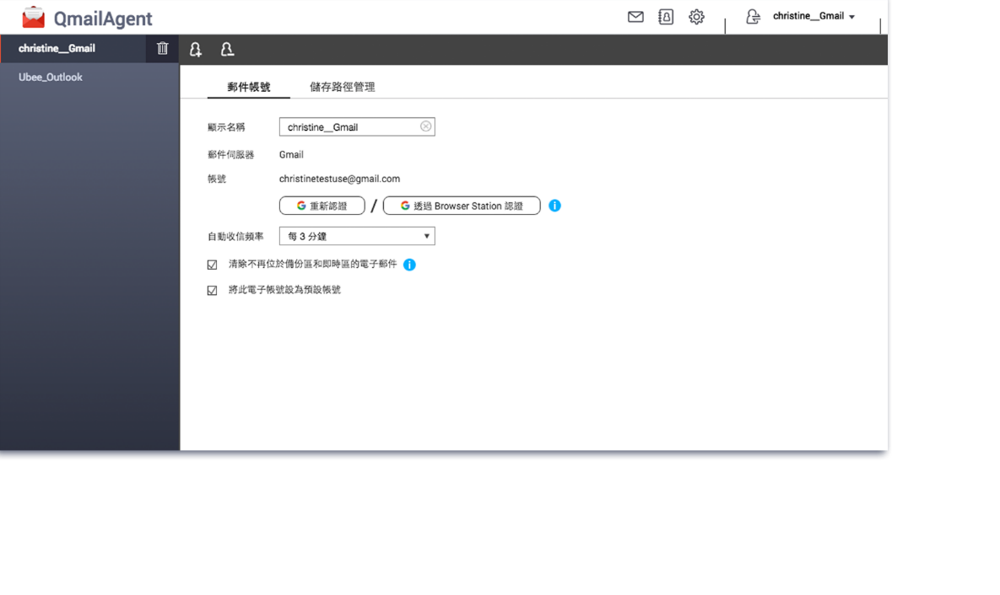 QmailAgent
christine__Gmail
christine__Gmail
Ubee_Outlook
郵件帳號
儲存路徑管理
顯示名稱
christine__Gmail
郵件伺服器
Gmail
帳號
christinetestuse@gmail.com
重新認證 / 透過 Browser Station 認證
自動收信頻率
每 3 分鐘
清除不再位於備份區和即時區的電子郵件
將此電子帳號設為預設帳號